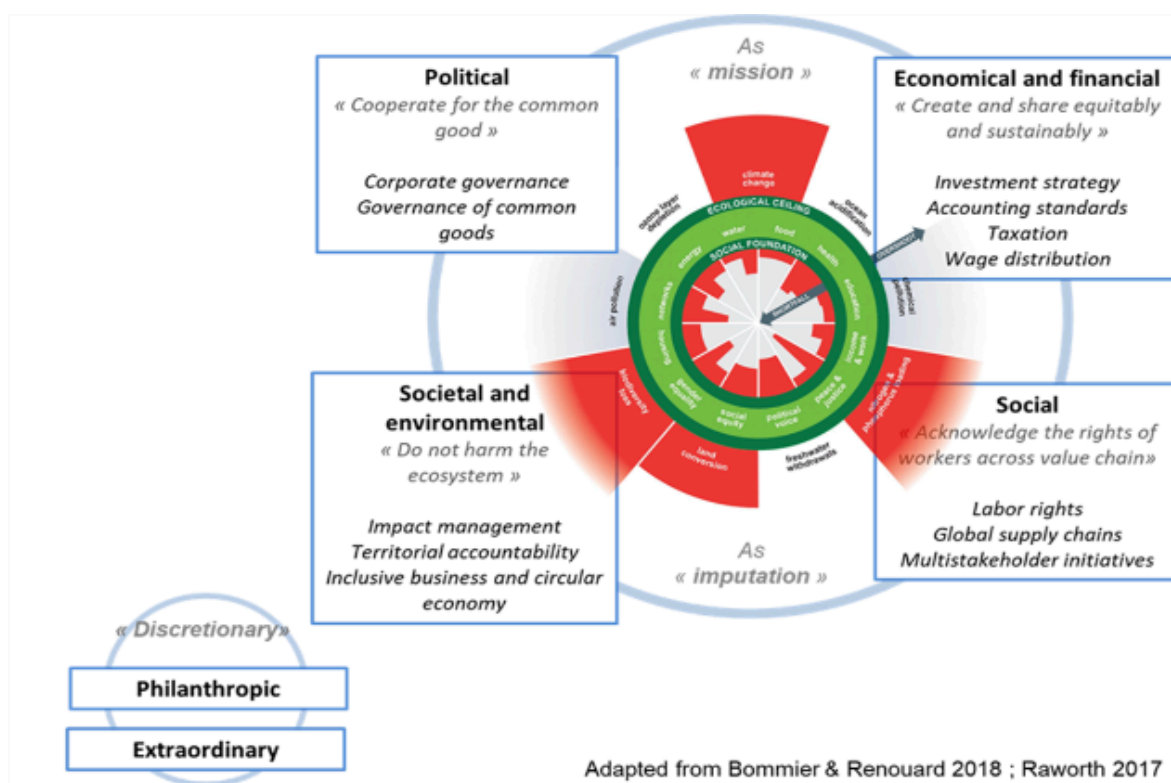 As
« mission »
Political
« Cooperate for the common
good »
Corporate governance
Governance of common
goods
Economical and financial
« Create and share equitably
and sustainably »
Investment strategy
Accounting standards
Taxation
Wage distribution
climate
change
ozone layer
depletion
ocean
acidification
air pollution
chemical
pollution
biodiversity
loss
nitrogen &
phosphorus loading
land
conversion
freshwater
withdrawals
ECOLOGICAL CEILING
SOCIAL FOUNDATION
OVERSHOOT
SHORTFALL
water
food
health
education
income
& work
peace &
justice
political
voice
social
equity
gender
equality
housing
networks
energy
Societal and
environmental
« Do not harm the
ecosystem »
Impact management
Territorial accountability
Inclusive business and circular
economy
Social
« Acknowledge the rights of
workers across value chain»
Labor rights
Global supply chains
Multistakeholder initiatives
As
« imputation »
« Discretionary»
Philanthropic
Extraordinary
Adapted from Bommier & Renouard 2018 ; Raworth 2017